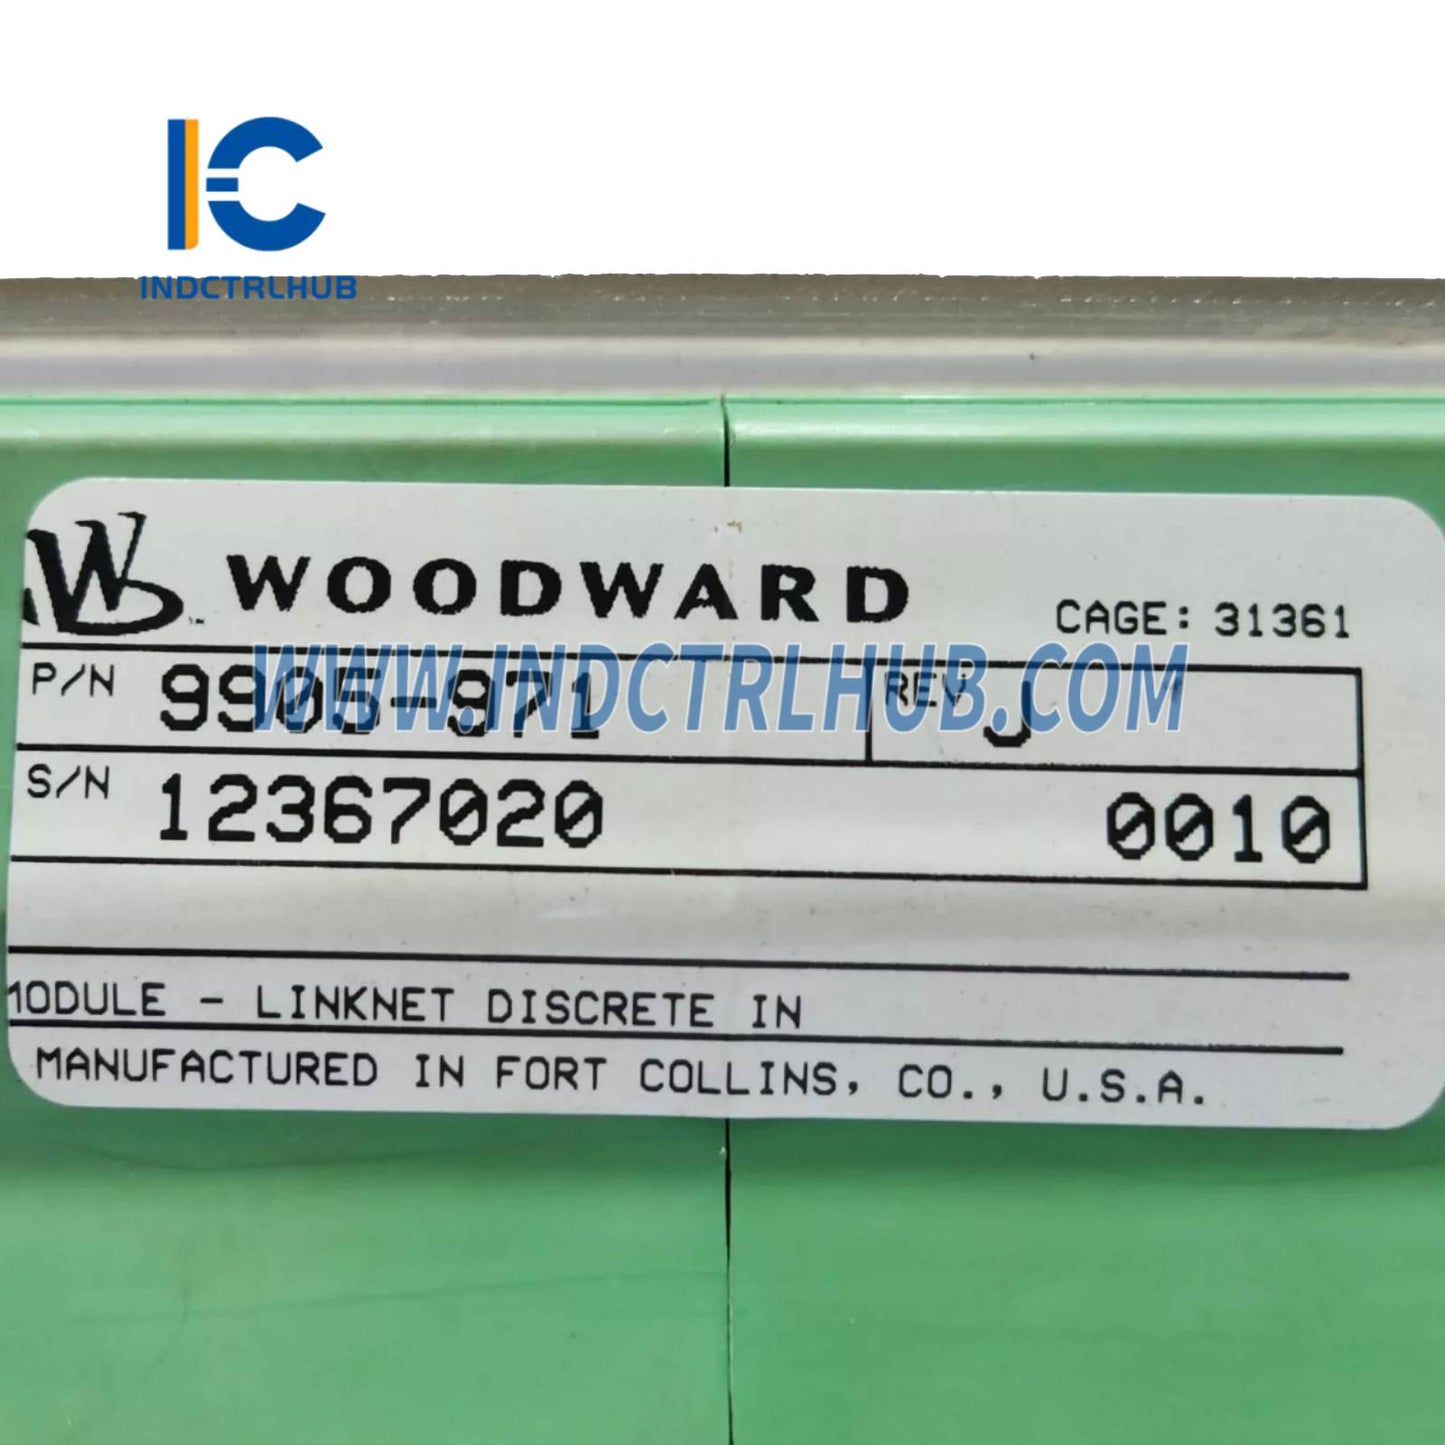 INDCTRLHUB
WOODWARD
CAGE: 31361
P/N 9905-971 REV J
WWW.INDCTRLHUB.COM
S/N 12367020 0010
MODULE - LINKNET DISCRETE IN
MANUFACTURED IN FORT COLLINS, CO., U.S.A.